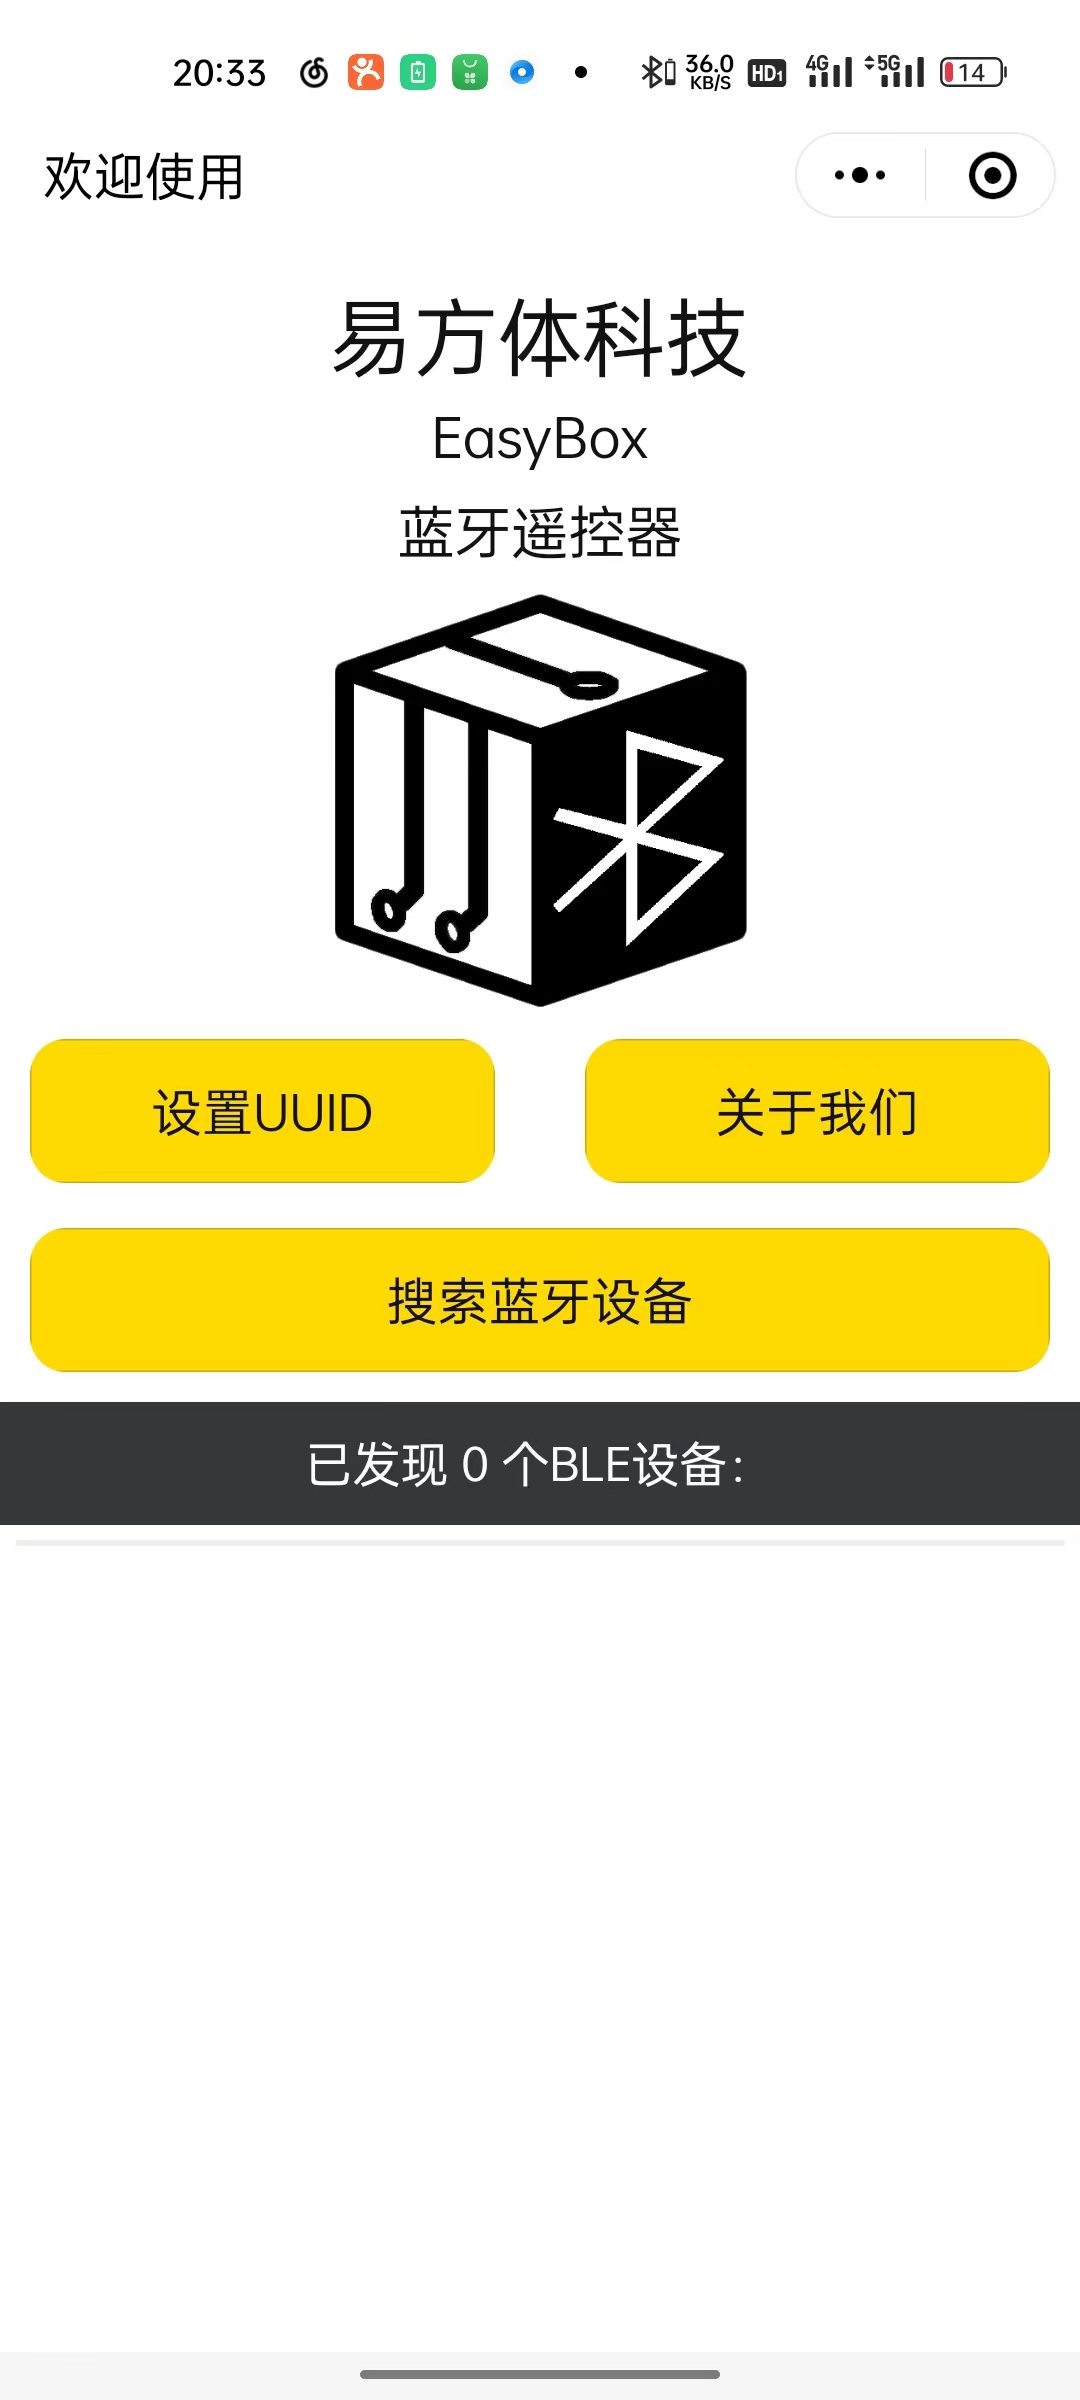 20:33
36.0
KB/S
HD1
4G
5G
14
欢迎使用
易方体科技
EasyBox
蓝牙遥控器
设置UUID
关于我们
搜索蓝牙设备
已发现 0 个BLE设备: